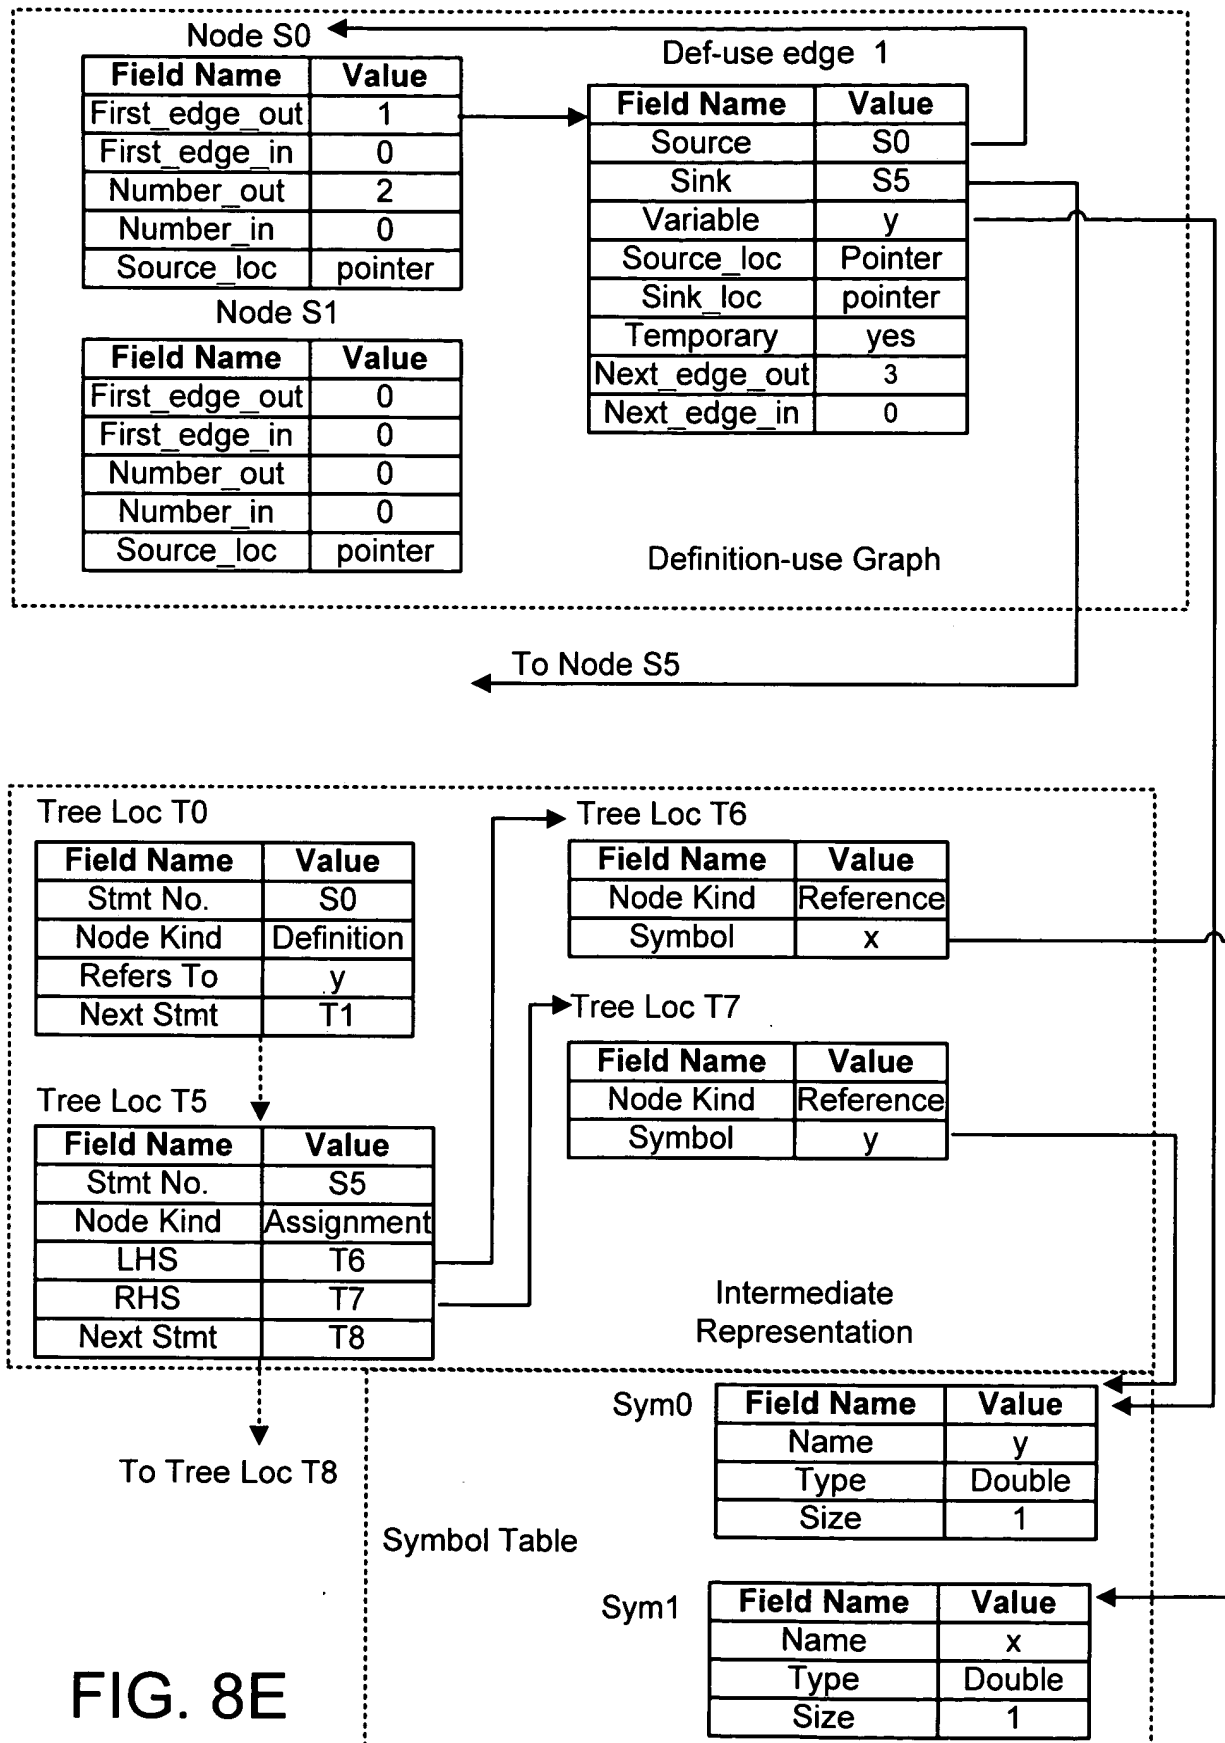 Node S0
Field Name Value
First_edge_out 1
First_edge_in 0
Number_out 2
Number_in 0
Source_loc pointer
Node S1
Field Name Value
First_edge_out 0
First_edge_in 0
Number_out 0
Number_in 0
Source_loc pointer
Def-use edge 1
Field Name Value
Source S0
Sink S5
Variable y
Source_loc Pointer
Sink_loc pointer
Temporary yes
Next_edge_out 3
Next_edge_in 0
Definition-use Graph
To Node S5
Tree Loc T0
Field Name Value
Stmt No. S0
Node Kind Definition
Refers To y
Next Stmt T1
Tree Loc T5
Field Name Value
Stmt No. S5
Node Kind Assignment
LHS T6
RHS T7
Next Stmt T8
Tree Loc T6
Field Name Value
Node Kind Reference
Symbol x
Tree Loc T7
Field Name Value
Node Kind Reference
Symbol y
Intermediate
Representation
To Tree Loc T8
Symbol Table
Sym0
Field Name Value
Name y
Type Double
Size 1
Sym1
Field Name Value
Name x
Type Double
Size 1
FIG. 8E